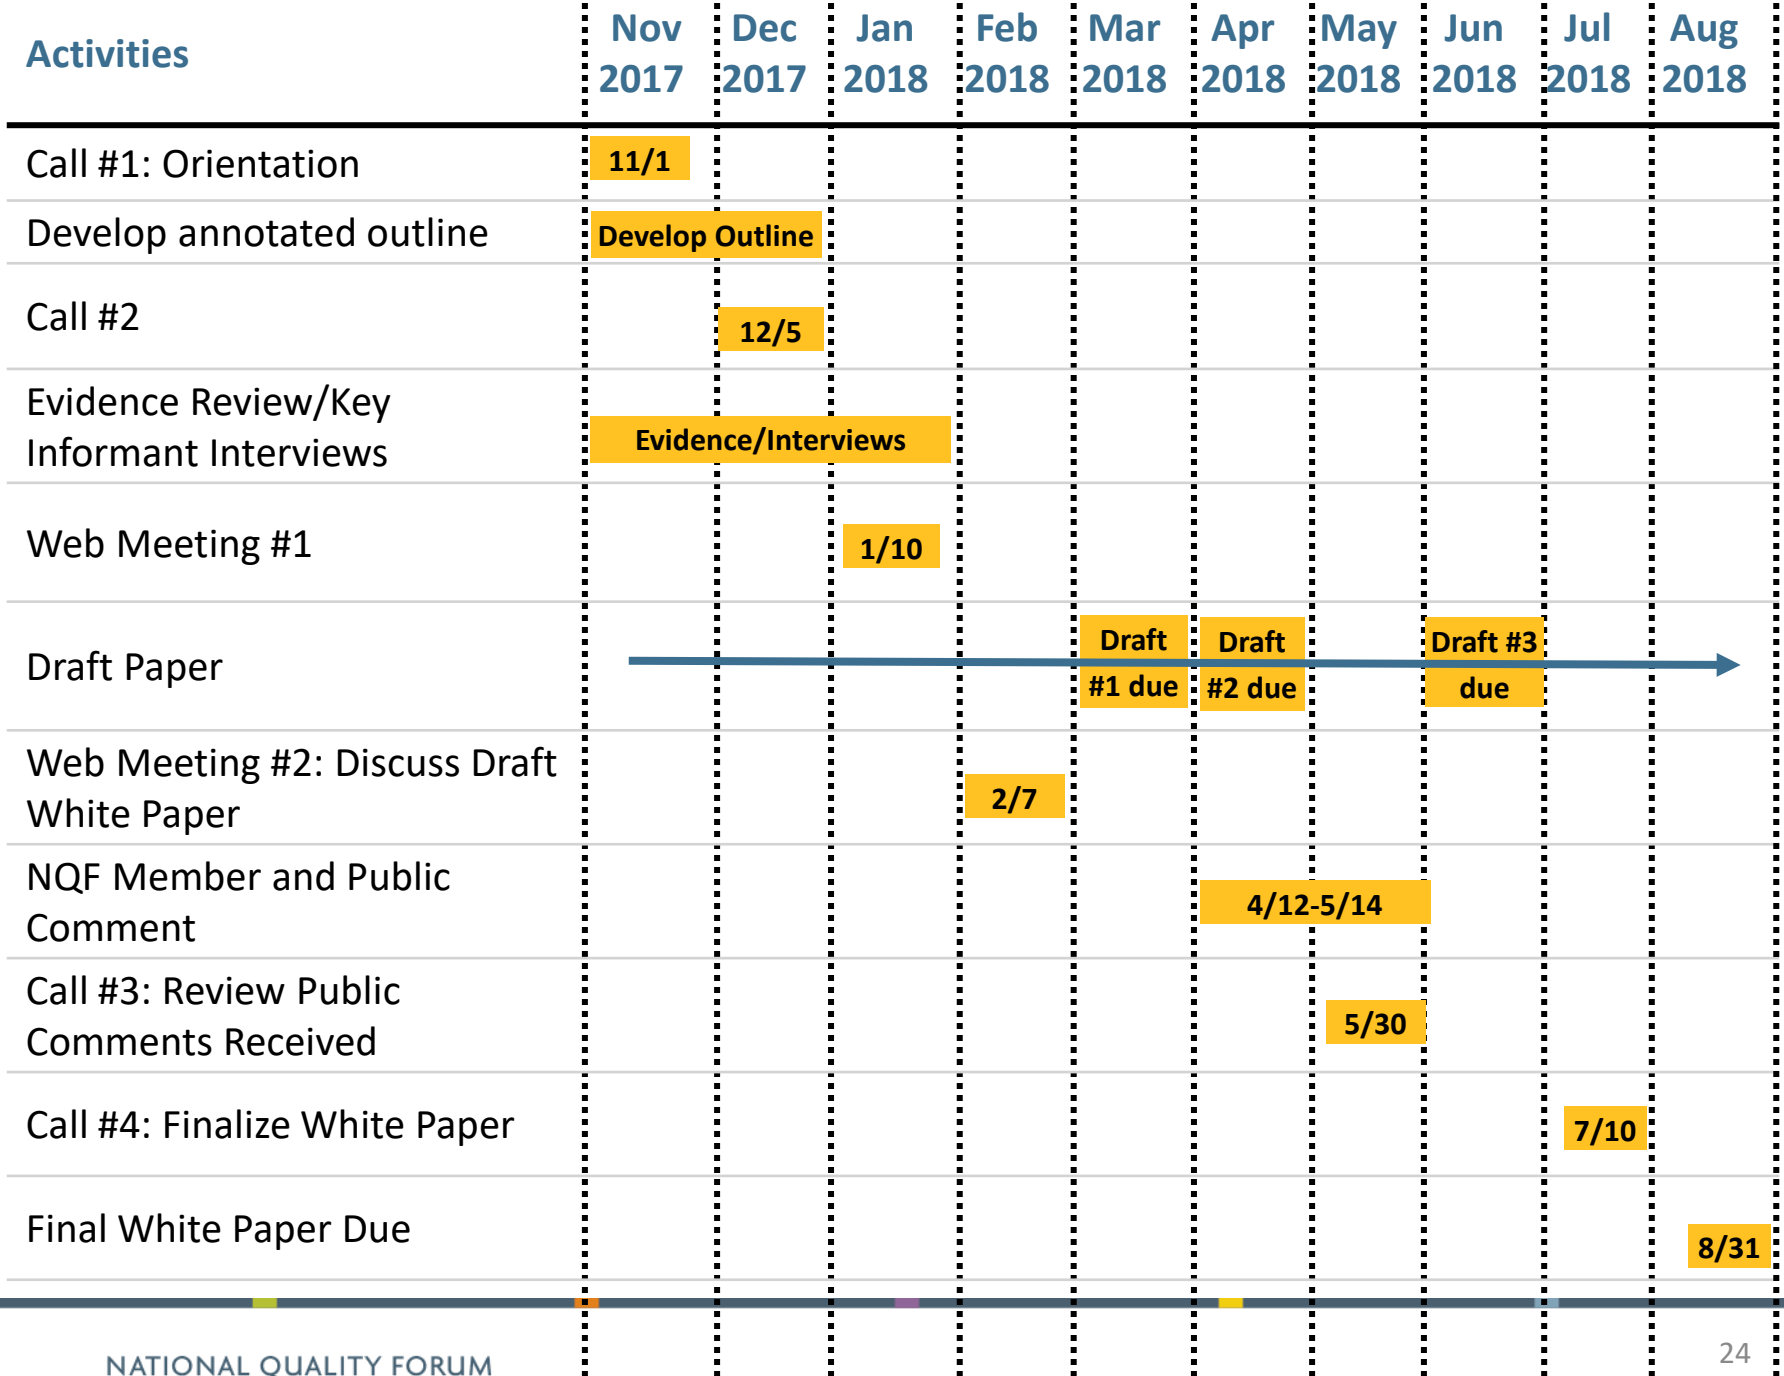 Activities
Nov Dec Jan Feb Mar Apr May Jun Jul Aug
2017 2017 2018 2018 2018 2018 2018 2018 2018 2018
Call #1: Orientation
11/1
Develop annotated outline
Develop Outline
Call #2
12/5
Evidence Review/Key
Informant Interviews
Evidence/Interviews
Web Meeting #1
1/10
Draft Paper
Draft
#1 due
Draft
#2 due
Draft #3
due
Web Meeting #2: Discuss Draft
White Paper
2/7
NQF Member and Public
Comment
4/12-5/14
Call #3: Review Public
Comments Received
5/30
Call #4: Finalize White Paper
7/10
Final White Paper Due
8/31
NATIONAL QUALITY FORUM
24